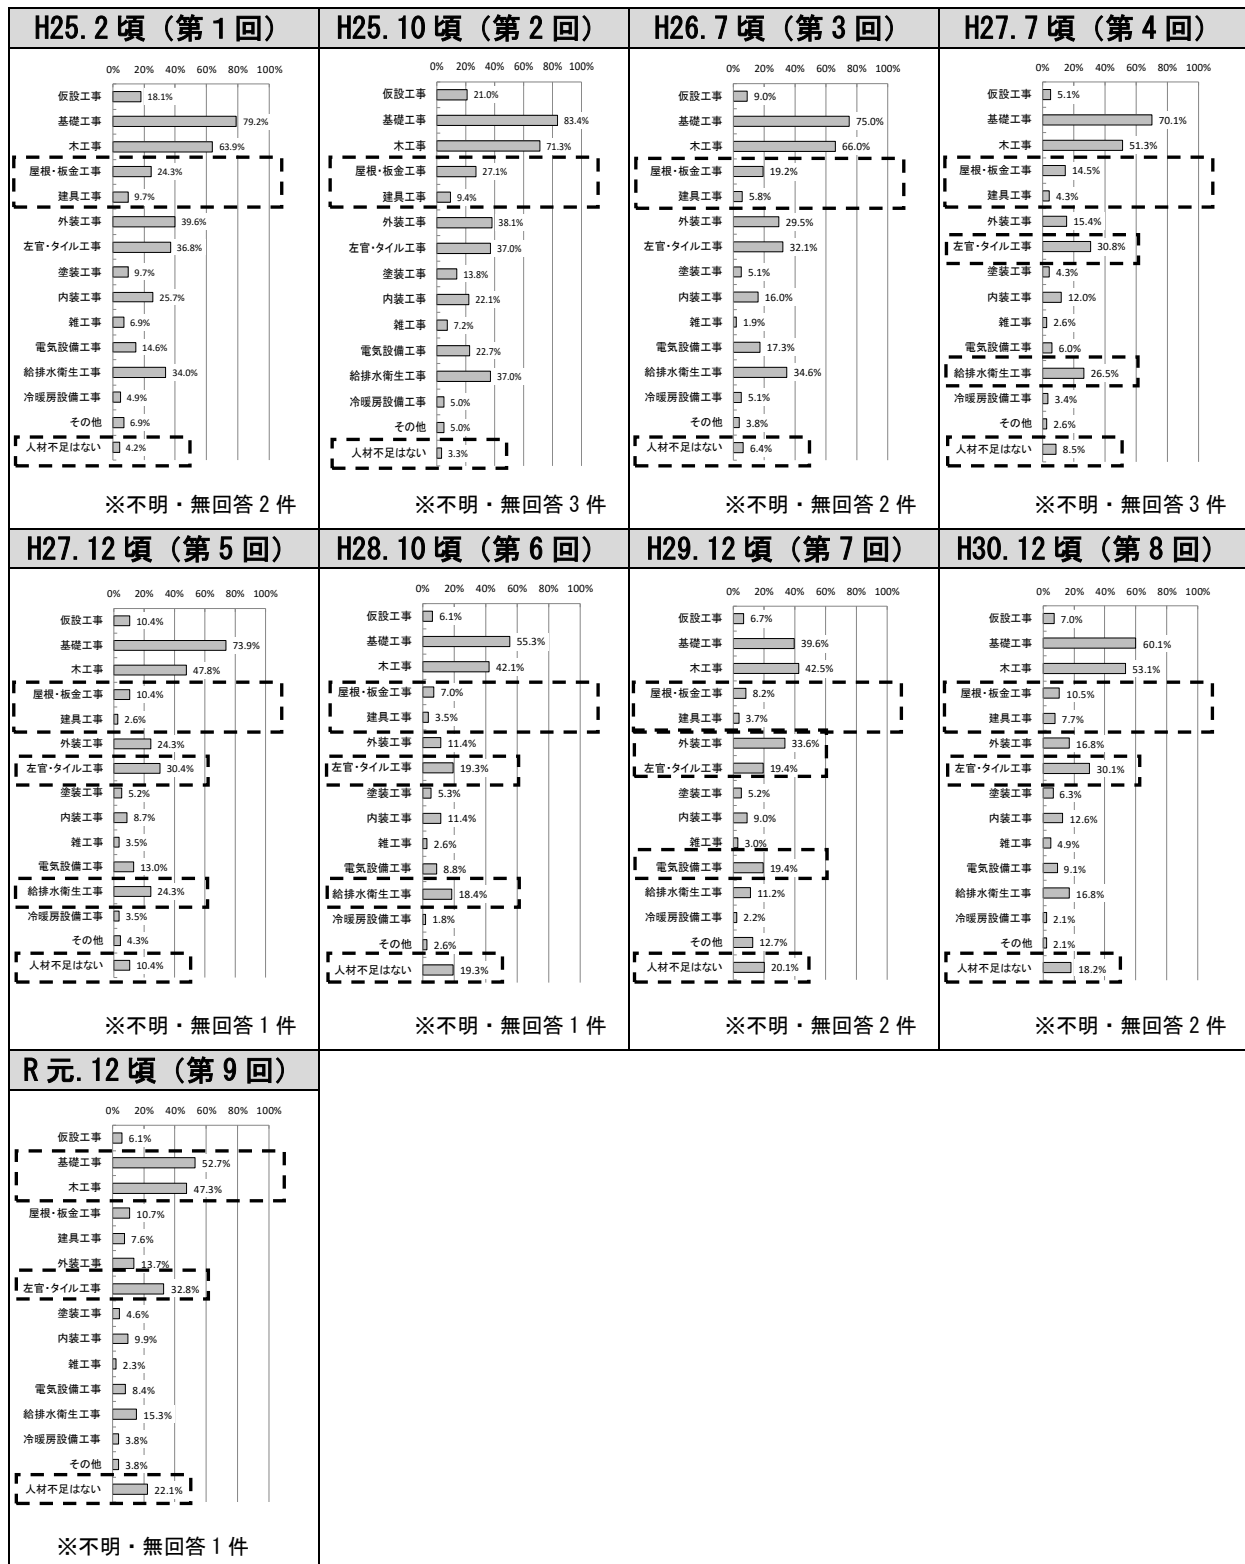 H25.2頃（第1回）
0% 20% 40% 60% 80% 100%
仮設工事 18.1%
基礎工事 79.2%
木工事 63.9%
屋根・板金工事 24.3%
建具工事 9.7%
外装工事 39.6%
左官・タイル工事 36.8%
塗装工事 9.7%
内装工事 25.7%
雑工事 6.9%
電気設備工事 14.6%
給排水衛生工事 34.0%
冷暖房設備工事 4.9%
その他 6.9%
人材不足はない 4.2%
※不明・無回答2件
H25.10頃（第2回）
0% 20% 40% 60% 80% 100%
仮設工事 21.0%
基礎工事 83.4%
木工事 71.3%
屋根・板金工事 27.1%
建具工事 9.4%
外装工事 38.1%
左官・タイル工事 37.0%
塗装工事 13.8%
内装工事 22.1%
雑工事 7.2%
電気設備工事 22.7%
給排水衛生工事 37.0%
冷暖房設備工事 5.0%
その他 5.0%
人材不足はない 3.3%
※不明・無回答3件
H26.7頃（第3回）
0% 20% 40% 60% 80% 100%
仮設工事 9.0%
基礎工事 75.0%
木工事 66.0%
屋根・板金工事 19.2%
建具工事 5.8%
外装工事 29.5%
左官・タイル工事 32.1%
塗装工事 5.1%
内装工事 16.0%
雑工事 1.9%
電気設備工事 17.3%
給排水衛生工事 34.6%
冷暖房設備工事 5.1%
その他 3.8%
人材不足はない 6.4%
※不明・無回答2件
H27.7頃（第4回）
0% 20% 40% 60% 80% 100%
仮設工事 5.1%
基礎工事 70.1%
木工事 51.3%
屋根・板金工事 14.5%
建具工事 4.3%
外装工事 15.4%
左官・タイル工事 30.8%
塗装工事 4.3%
内装工事 12.0%
雑工事 2.6%
電気設備工事 6.0%
給排水衛生工事 26.5%
冷暖房設備工事 3.4%
その他 2.6%
人材不足はない 8.5%
※不明・無回答3件
H27.12頃（第5回）
0% 20% 40% 60% 80% 100%
仮設工事 10.4%
基礎工事 73.9%
木工事 47.8%
屋根・板金工事 10.4%
建具工事 2.6%
外装工事 24.3%
左官・タイル工事 30.4%
塗装工事 5.2%
内装工事 8.7%
雑工事 3.5%
電気設備工事 13.0%
給排水衛生工事 24.3%
冷暖房設備工事 3.5%
その他 4.3%
人材不足はない 10.4%
※不明・無回答1件
H28.10頃（第6回）
0% 20% 40% 60% 80% 100%
仮設工事 6.1%
基礎工事 55.3%
木工事 42.1%
屋根・板金工事 7.0%
建具工事 3.5%
外装工事 11.4%
左官・タイル工事 19.3%
塗装工事 5.3%
内装工事 11.4%
雑工事 2.6%
電気設備工事 8.8%
給排水衛生工事 18.4%
冷暖房設備工事 1.8%
その他 2.6%
人材不足はない 19.3%
※不明・無回答1件
H29.12頃（第7回）
0% 20% 40% 60% 80% 100%
仮設工事 6.7%
基礎工事 39.6%
木工事 42.5%
屋根・板金工事 8.2%
建具工事 3.7%
外装工事 33.6%
左官・タイル工事 19.4%
塗装工事 5.2%
内装工事 9.0%
雑工事 3.0%
電気設備工事 19.4%
給排水衛生工事 11.2%
冷暖房設備工事 2.2%
その他 12.7%
人材不足はない 20.1%
※不明・無回答2件
H30.12頃（第8回）
0% 20% 40% 60% 80% 100%
仮設工事 7.0%
基礎工事 60.1%
木工事 53.1%
屋根・板金工事 10.5%
建具工事 7.7%
外装工事 16.8%
左官・タイル工事 30.1%
塗装工事 6.3%
内装工事 12.6%
雑工事 4.9%
電気設備工事 9.1%
給排水衛生工事 16.8%
冷暖房設備工事 2.1%
その他 2.1%
人材不足はない 18.2%
※不明・無回答2件
R元.12頃（第9回）
0% 20% 40% 60% 80% 100%
仮設工事 6.1%
基礎工事 52.7%
木工事 47.3%
屋根・板金工事 10.7%
建具工事 7.6%
外装工事 13.7%
左官・タイル工事 32.8%
塗装工事 4.6%
内装工事 9.9%
雑工事 2.3%
電気設備工事 8.4%
給排水衛生工事 15.3%
冷暖房設備工事 3.8%
その他 3.8%
人材不足はない 22.1%
※不明・無回答1件